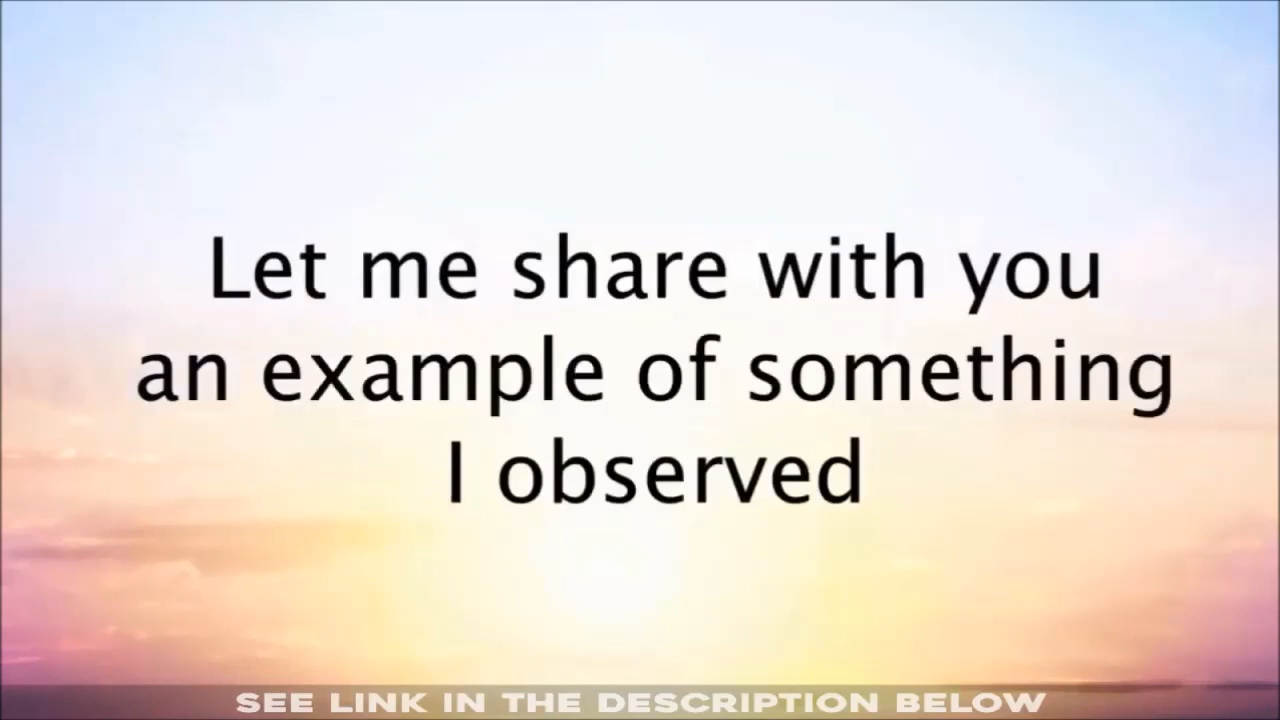 Let me share with you
an example of something
I observed
SEE LINK IN THE DESCRIPTION BELOW